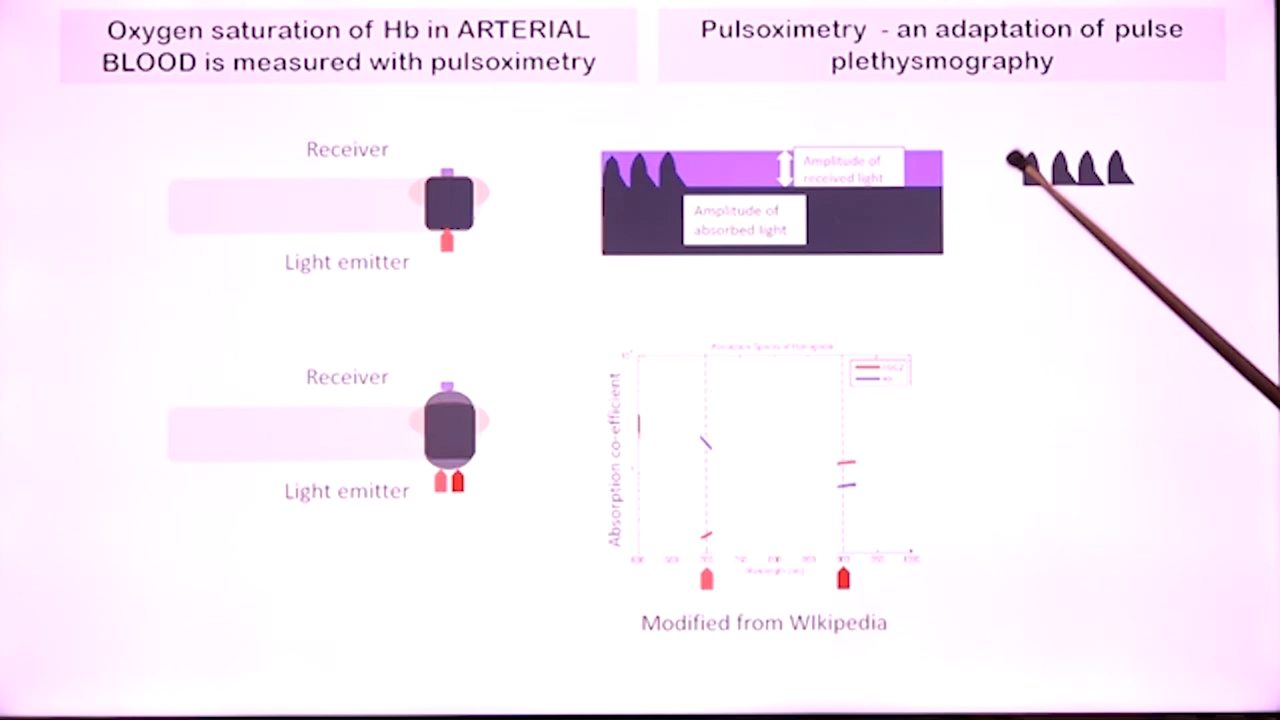 Oxygen saturation of Hb in ARTERIAL
BLOOD is measured with pulsoximetry
Pulsoximetry - an adaptation of pulse
plethysmography
Receiver
Amplitude of
received light
Amplitude of
absorbed light
Light emitter
Receiver
Absorption co-efficient
Light emitter
Modified from WIkipedia